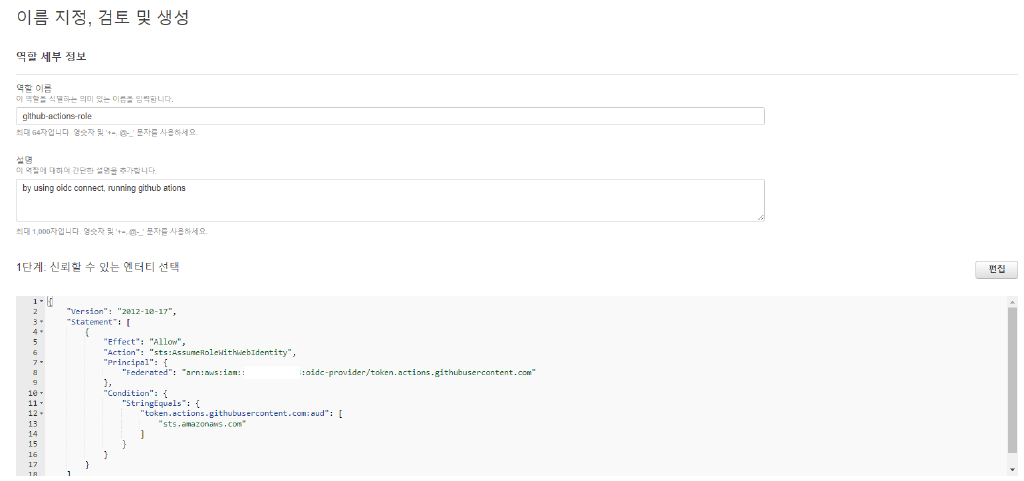 이름 지정, 검토 및 생성
역할 세부 정보
역할 이름
이 역할을 식별하는 의미 있는 이름을 입력합니다.
github-actions-role
최대 64자입니다. 영숫자 및 '+=,.@-_' 문자를 사용하세요.
설명
이 역할에 대하여 간단한 설명을 추가합니다.
by using oidc connect, running github ations
최대 1,000자입니다. 영숫자 및 '+=,.@-_' 문자를 사용하세요.
1단계: 신뢰할 수 있는 엔터티 선택
편집
1 {
2 "Version": "2012-10-17",
3 "Statement": [
4 {
5 "Effect": "Allow",
6 "Action": "sts:AssumeRoleWithWebIdentity",
7 "Principal": {
8 "Federated": "arn:aws:iam:: :oidc-provider/token.actions.githubusercontent.com"
9 },
10 "Condition": {
11 "StringEquals": {
12 "token.actions.githubusercontent.com:aud": [
13 "sts.amazonaws.com"
14 ]
15 }
16 }
17 }
18 ]